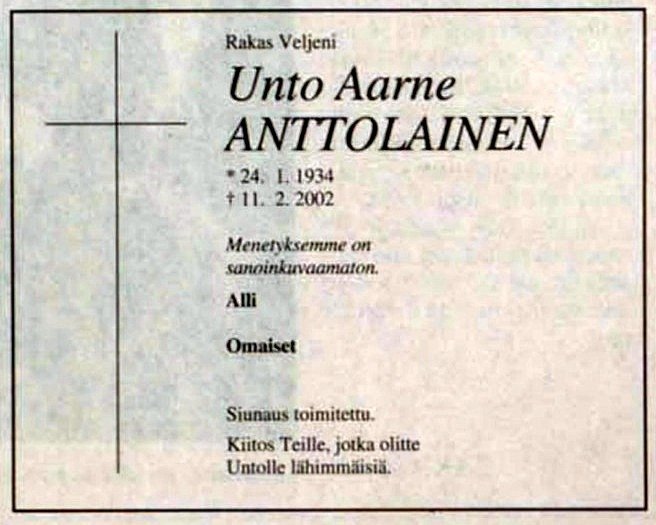 Rakas Veljeni
Unto Aarne
ANTTOLAINEN
* 24. 1. 1934
† 11. 2. 2002
Menetyksemme on
sanoinkuvaamaton.
Alli
Omaiset
Siunaus toimitettu.
Kiitos Teille, jotka olitte
Untolle lähimmäisiä.